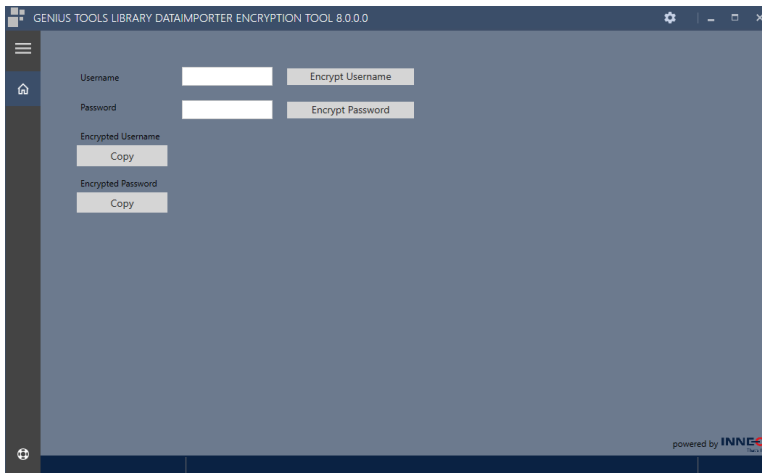 GENIUS TOOLS LIBRARY DATAIMPORTER ENCRYPTION TOOL 8.0.0.0
Username
Encrypt Username
Password
Encrypt Password
Encrypted Username
Copy
Encrypted Password
Copy
powered by INNEO